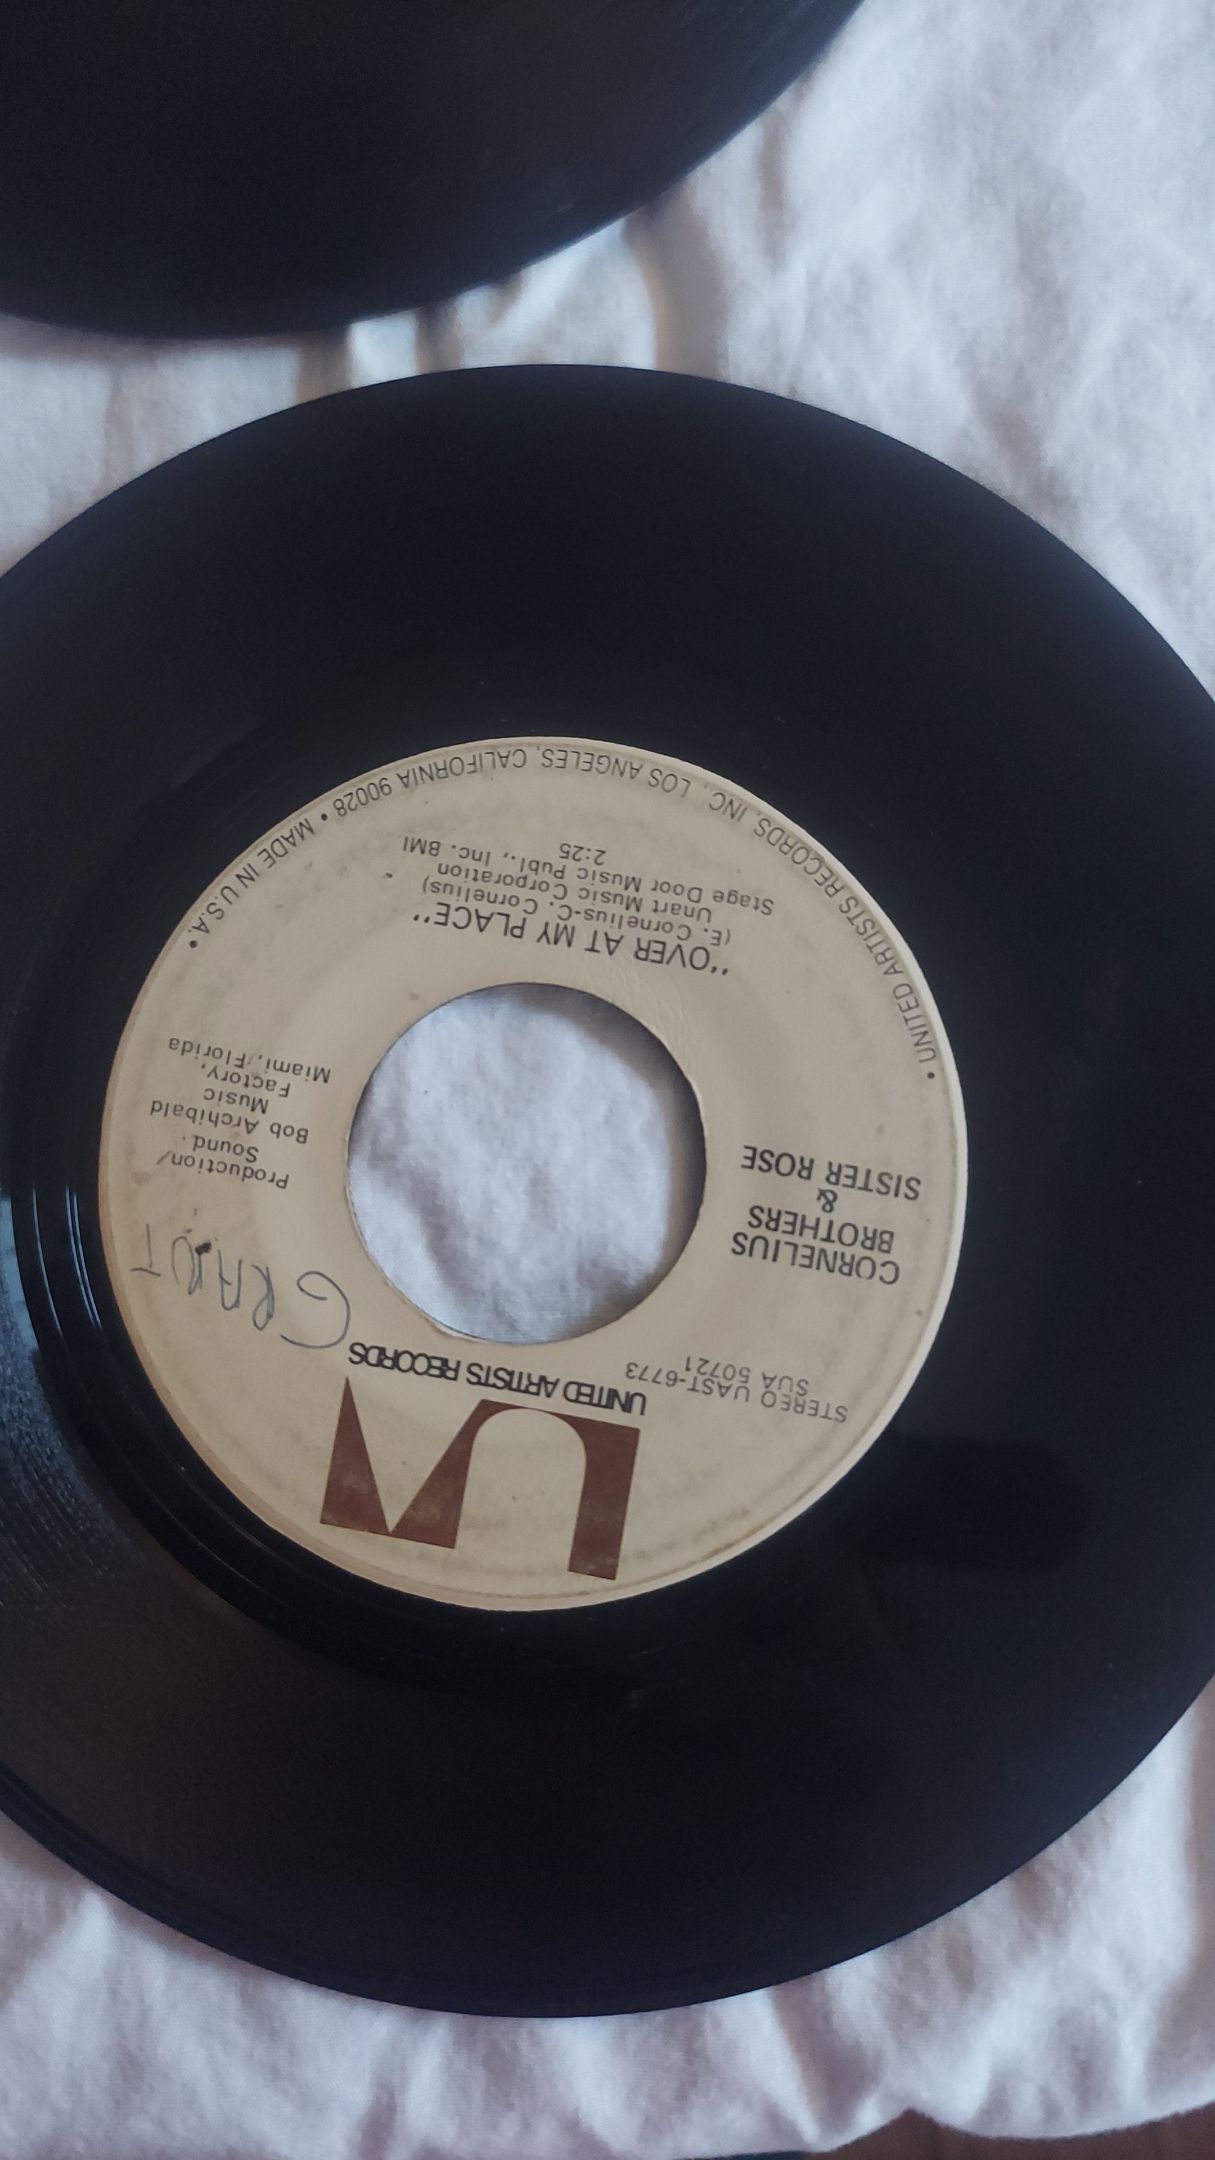 UNITED ARTISTS RECORDS
STEREO UAST-6773
SUA 50721
GRANT
CORNELIUS
BROTHERS
&
SISTER ROSE
Production/
Sound
Bob Archibald
Music
Factory,
Miami, Florida
"OVER AT MY PLACE"
(E. Cornelius-C. Cornelius)
Unart Music Corporation
Stage Door Music Publ., Inc. BMI
2:25
• UNITED ARTISTS RECORDS, INC., LOS ANGELES, CALIFORNIA 90028 • MADE IN U.S.A. •